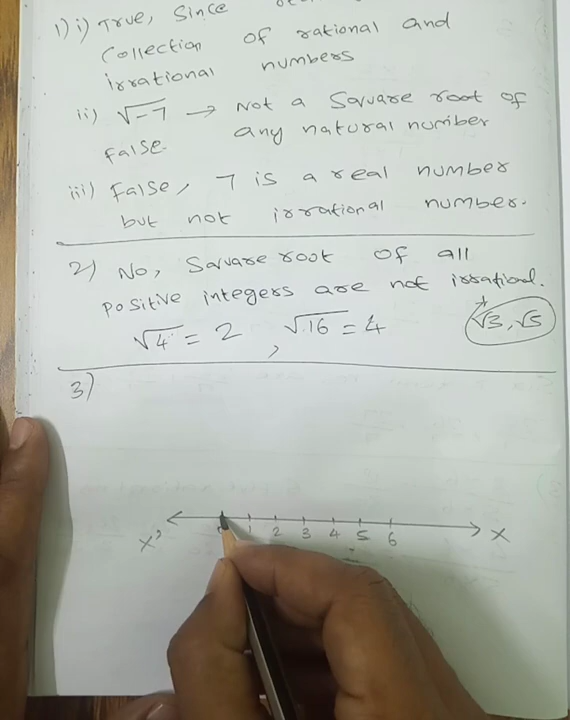 1) i) True, Since
Collection of rational and
irrational numbers
ii) √-7 → Not a Square root of
any natural number
False.
iii) False, 7 is a real number
but not irrational number.
2) No, Square root of all
positive integers are not irrational.
√4 = 2, √16 = 4
√3, √5
3)
X' 1 2 3 4 5 6 X